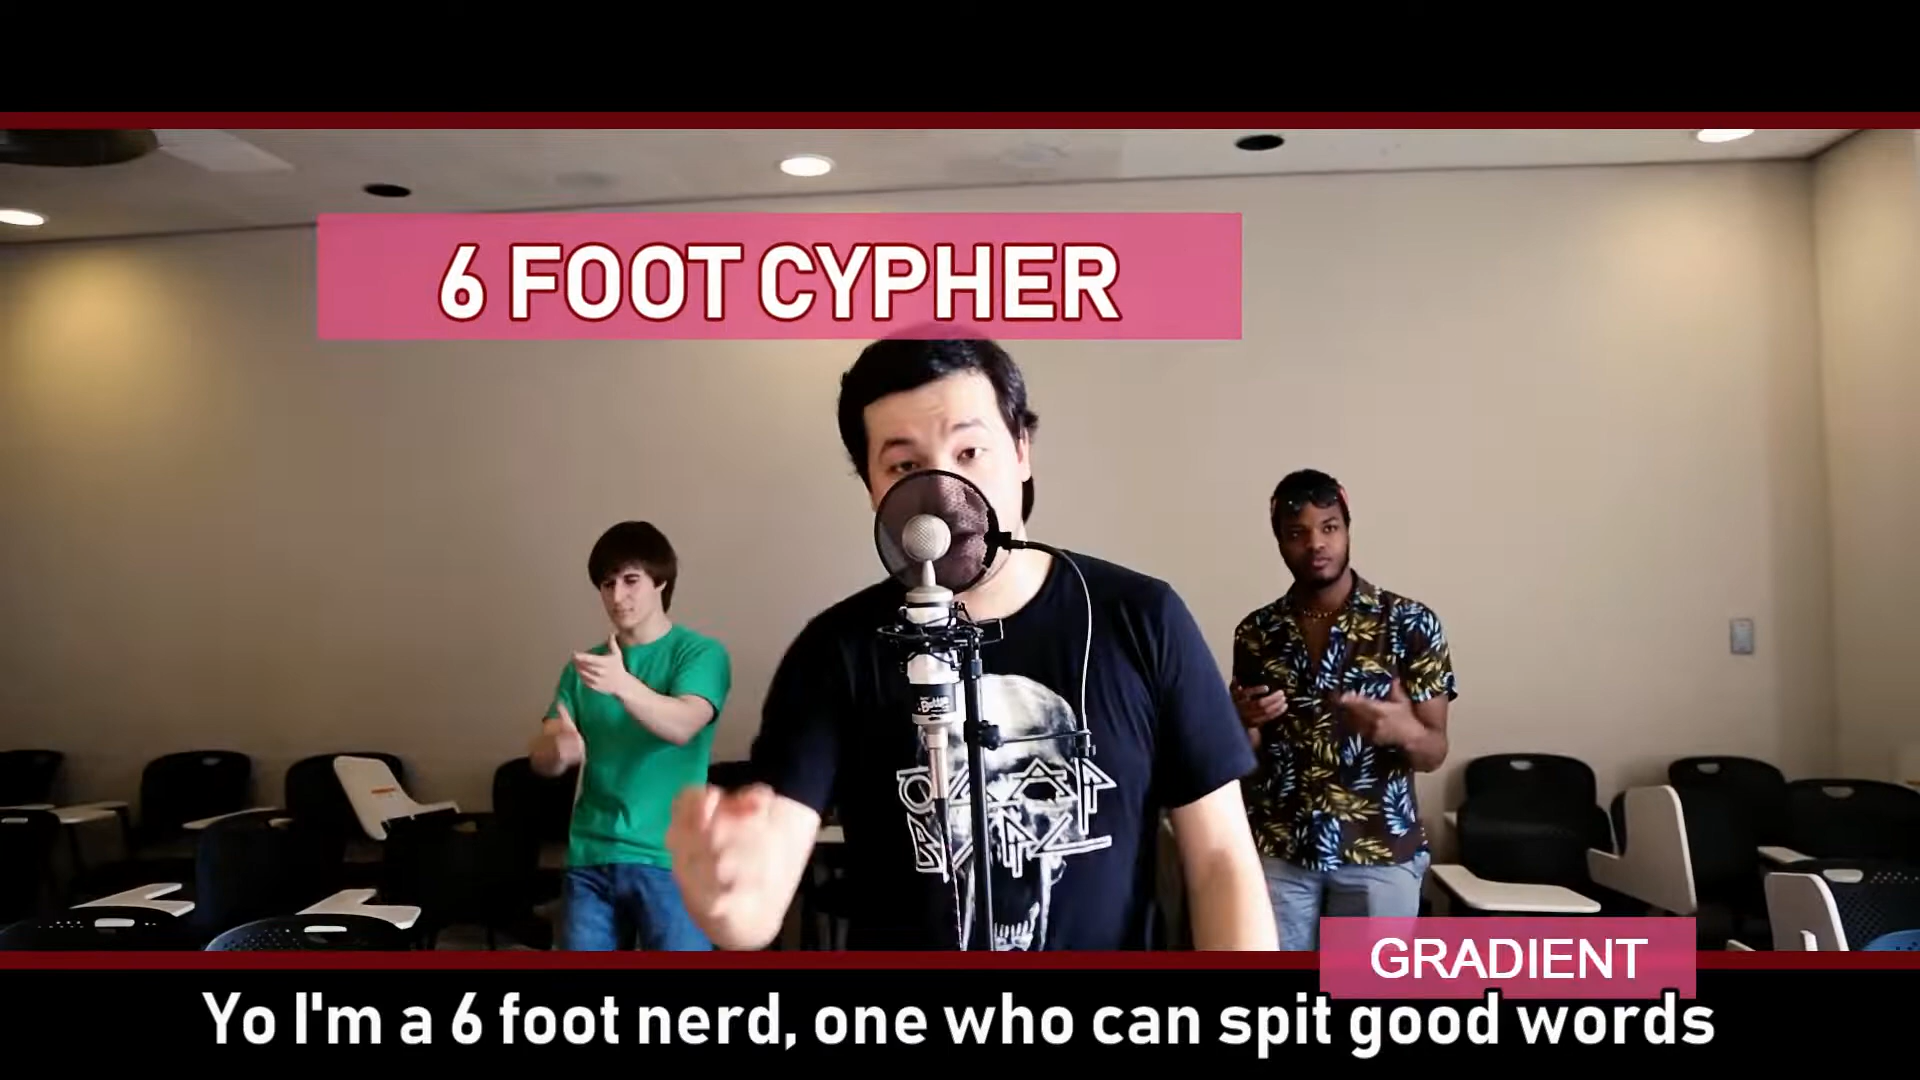 6 FOOT CYPHER
GRADIENT
Yo I'm a 6 foot nerd, one who can spit good words